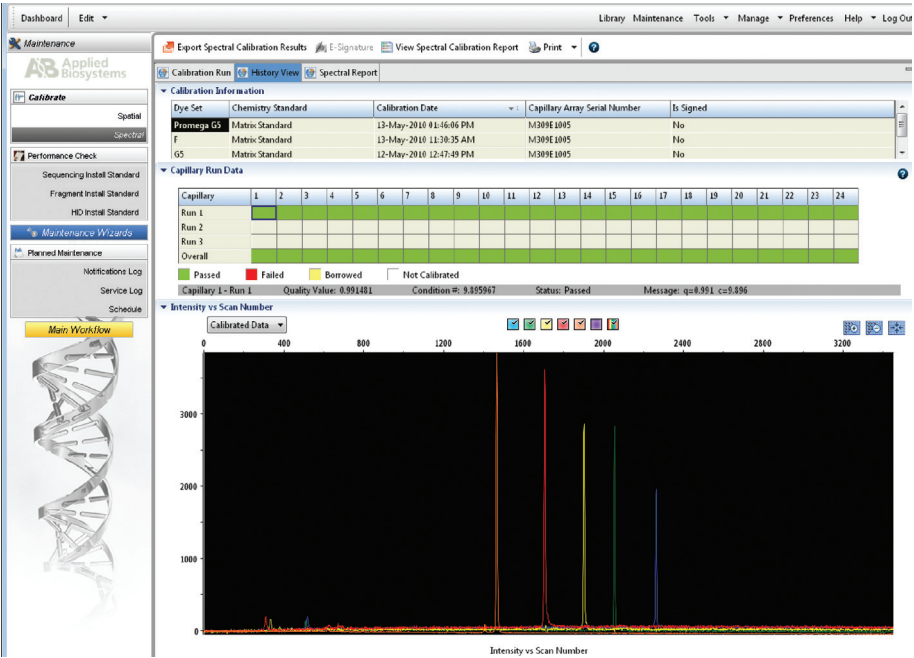 Dashboard Edit Library Maintenance Tools Manage Preferences Help Log Out
Maintenance
AB Applied Biosystems
Calibrate
Spatial
Spectral
Performance Check
Sequencing Install Standard
Fragment Install Standard
HID Install Standard
Maintenance Wizards
Planned Maintenance
Notifications Log
Service Log
Schedule
Main Workflow
Export Spectral Calibration Results E-Signature View Spectral Calibration Report Print
Calibration Run History View Spectral Report
Calibration Information
Dye Set Chemistry Standard Calibration Date Capillary Array Serial Number Is Signed
Promega G5 Matrix Standard 13-May-2010 01:46:06 PM M309E1005 No
F Matrix Standard 13-May-2010 11:30:35 AM M309E1005 No
G5 Matrix Standard 12-May-2010 12:47:49 PM M309E1005 No
Capillary Run Data
Capillary 1 2 3 4 5 6 7 8 9 10 11 12 13 14 15 16 17 18 19 20 21 22 23 24
Run 1
Run 2
Run 3
Overall
Passed Failed Borrowed Not Calibrated
Capillary 1 - Run 1 Quality Value: 0.991481 Condition #: 9.895967 Status: Passed Message: q=0.991 c=9.896
Intensity vs Scan Number
Calibrated Data
0 400 800 1200 1600 2000 2400 2800 3200
3000
2000
1000
0
Intensity vs Scan Number